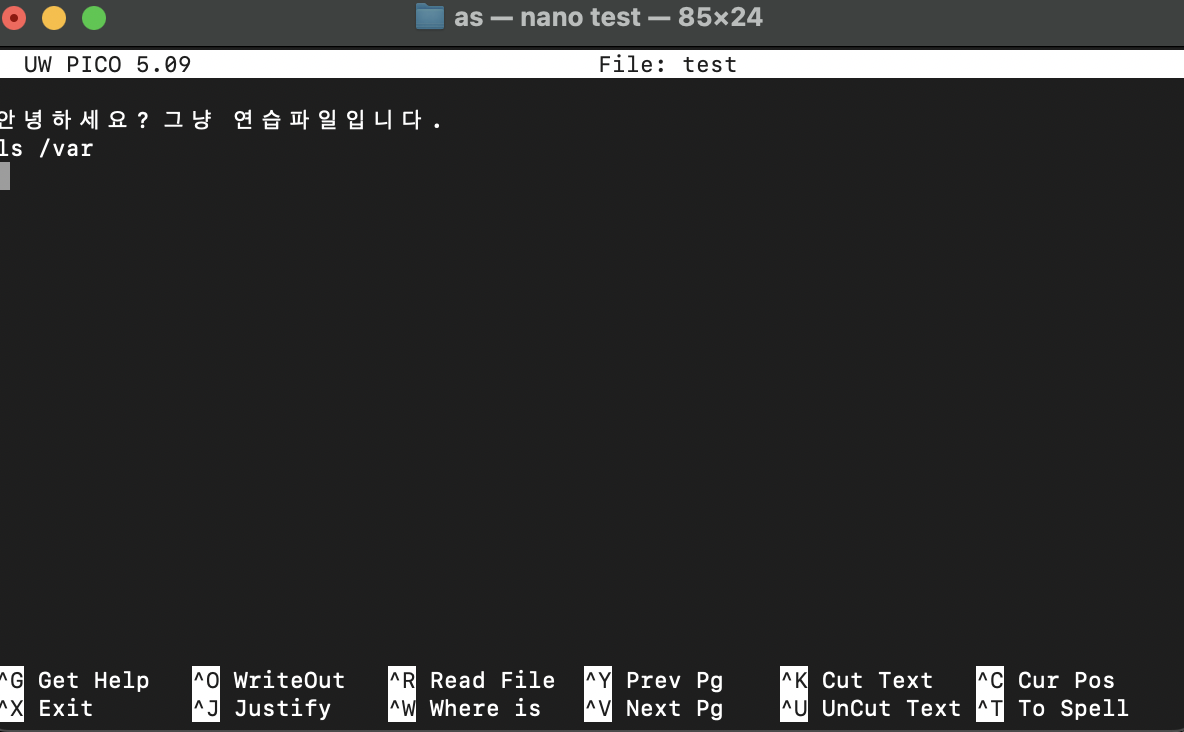 as — nano test — 85×24
UW PICO 5.09 File: test
안녕하세요? 그냥 연습파일입니다.
ls /var
^G Get Help ^O WriteOut ^R Read File ^Y Prev Pg ^K Cut Text ^C Cur Pos
^X Exit ^J Justify ^W Where is ^V Next Pg ^U UnCut Text ^T To Spell